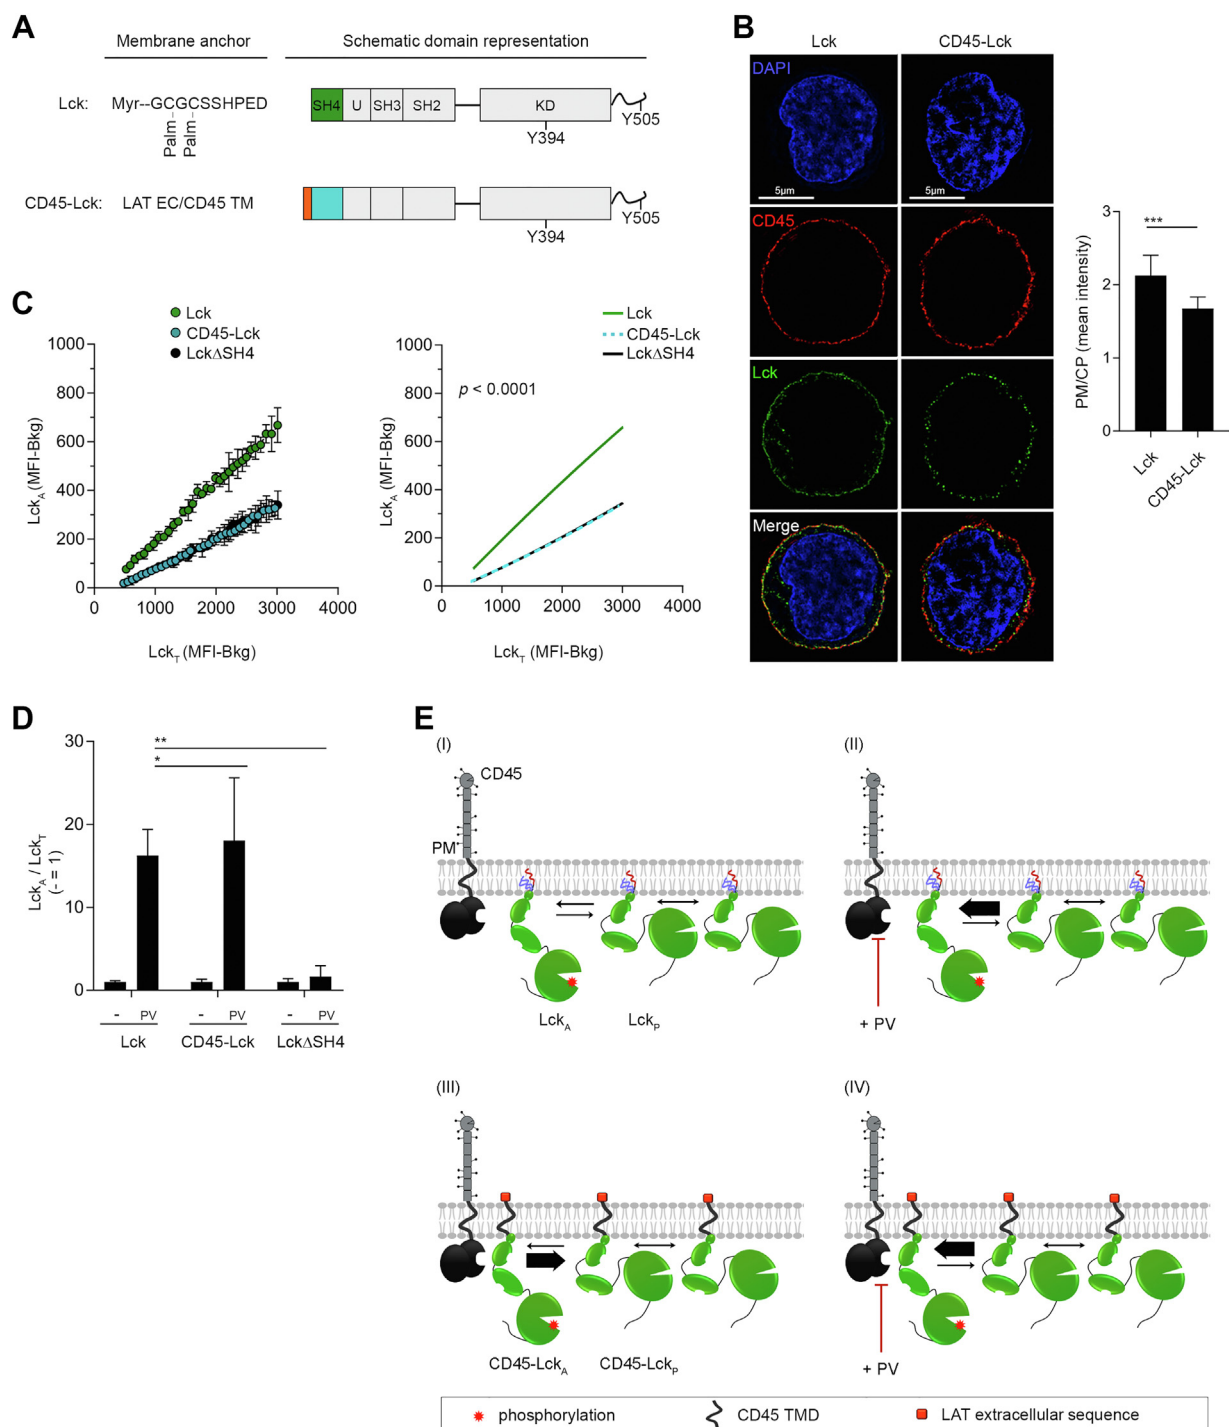 A
Membrane anchor
Schematic domain representation
Lck:
Myr--GCGCSSHPED
Palm-
Palm-
SH4
U
SH3
SH2
KD
Y394
Y505
CD45-Lck:
LAT EC/CD45 TM
Y394
Y505
B
Lck
CD45-Lck
DAPI
5µm
5µm
CD45
Lck
Merge
PM/CP (mean intensity)
3
2
1
0
***
Lck
CD45-Lck
C
Lck
CD45-Lck
LckΔSH4
LckA (MFI-Bkg)
1000
800
600
400
200
0
0
1000
2000
3000
4000
LckT (MFI-Bkg)
Lck
CD45-Lck
LckΔSH4
p < 0.0001
LckA (MFI-Bkg)
1000
800
600
400
200
0
0
1000
2000
3000
4000
LckT (MFI-Bkg)
D
LckA / LckT
(- = 1)
30
20
10
0
**
*
-
PV
-
PV
-
PV
Lck
CD45-Lck
LckΔSH4
E
(I)
CD45
PM
LckA
LckP
(II)
+ PV
(III)
CD45-LckA
CD45-LckP
(IV)
+ PV
phosphorylation
CD45 TMD
LAT extracellular sequence